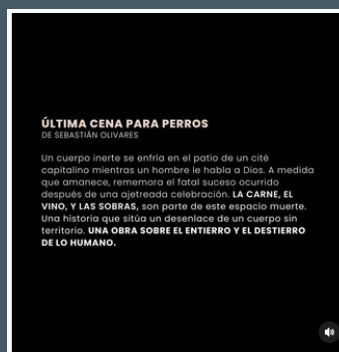 ÚLTIMA CENA PARA PERROS
DE SEBASTIÁN OLIVARES
Un cuerpo inerte se enfría en el patio de un cité
capitalino mientras un hombre le habla a Dios. A medida
que amanece, rememora el fatal suceso ocurrido
después de una ajetreada celebración. LA CARNE, EL
VINO, Y LAS SOBRAS, son parte de este espacio muerte.
Una historia que sitúa un desenlace de un cuerpo sin
territorio. UNA OBRA SOBRE EL ENTIERRO Y EL DESTIERRO
DE LO HUMANO.